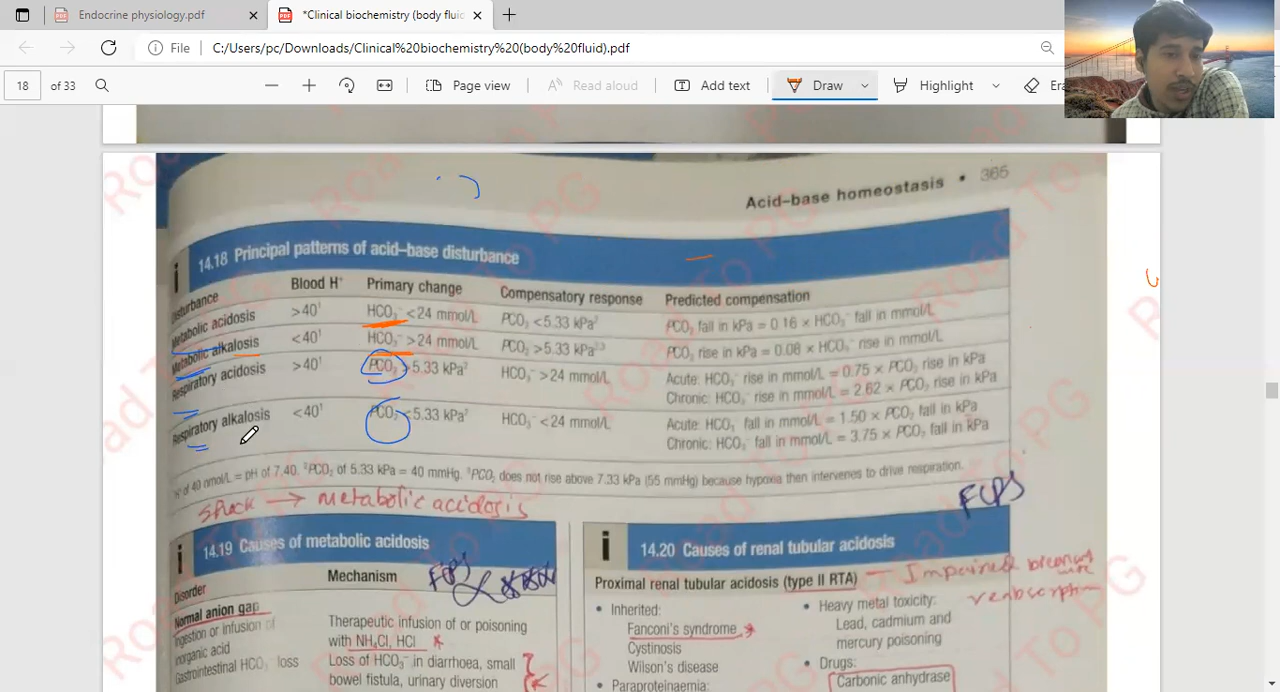 Endocrine physiology.pdf
*Clinical biochemistry (body fluid
File C:/Users/pc/Downloads/Clinical%20biochemistry%20(body%20fluid).pdf
18 of 33 Page view Read aloud Add text Draw Highlight Era
Acid–base homeostasis • 365
i 14.18 Principal patterns of acid–base disturbance
Disturbance Blood H⁺ Primary change Compensatory response Predicted compensation
Metabolic acidosis >40¹ HCO₃⁻ <24 mmol/L PCO₂ <5.33 kPa² PCO₂ fall in kPa = 0.16 × HCO₃⁻ fall in mmol/L
Metabolic alkalosis <40¹ HCO₃⁻ >24 mmol/L PCO₂ >5.33 kPa²,³ PCO₂ rise in kPa = 0.08 × HCO₃⁻ rise in mmol/L
Respiratory acidosis >40¹ PCO₂ >5.33 kPa² HCO₃⁻ >24 mmol/L Acute: HCO₃⁻ rise in mmol/L = 0.75 × PCO₂ rise in kPa
Chronic: HCO₃⁻ rise in mmol/L = 2.62 × PCO₂ rise in kPa
Respiratory alkalosis <40¹ PCO₂ <5.33 kPa² HCO₃⁻ <24 mmol/L Acute: HCO₃⁻ fall in mmol/L = 1.50 × PCO₂ fall in kPa
Chronic: HCO₃⁻ fall in mmol/L = 3.75 × PCO₂ fall in kPa
¹H⁺ of 40 nmol/L = pH of 7.40. ²PCO₂ of 5.33 kPa = 40 mmHg. ³PCO₂ does not rise above 7.33 kPa (55 mmHg) because hypoxia then intervenes to drive respiration.
→ metabolic acidosis
FCPS
i 14.19 Causes of metabolic acidosis
Disorder Mechanism
FCPS
Normal anion gap
Ingestion or infusion of inorganic acid
Therapeutic infusion of or poisoning
with NH₄Cl, HCl
Gastrointestinal HCO₃⁻ loss
Loss of HCO₃⁻ in diarrhoea, small
bowel fistula, urinary diversion
i 14.20 Causes of renal tubular acidosis
Proximal renal tubular acidosis (type II RTA) — Impaired
reabsorption
• Inherited:
Fanconi's syndrome
Cystinosis
Wilson's disease
• Paraproteinaemia:
• Heavy metal toxicity:
Lead, cadmium and
mercury poisoning
• Drugs:
Carbonic anhydrase
Road To PG